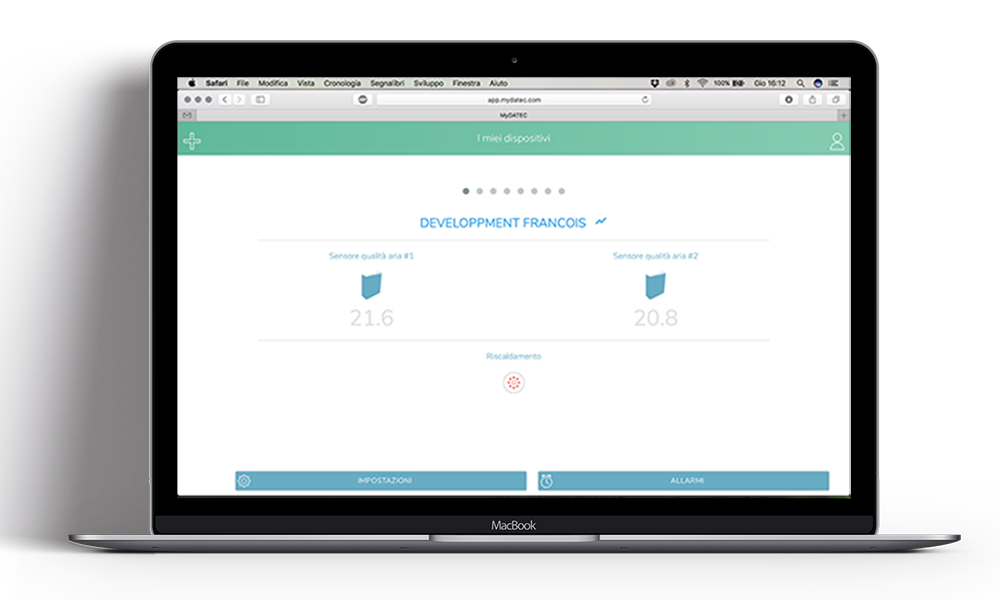 Safari File Modifica Vista Cronologia Segnalibri Sviluppo Finestra Aiuto 100% Gio 16:12
app.mydatec.com
MyDATEC
I miei dispositivi
DEVELOPPMENT FRANCOIS
Sensore qualità aria #1 Sensore qualità aria #2
21.6 20.8
Riscaldamento
IMPOSTAZIONI ALLARMI
MacBook